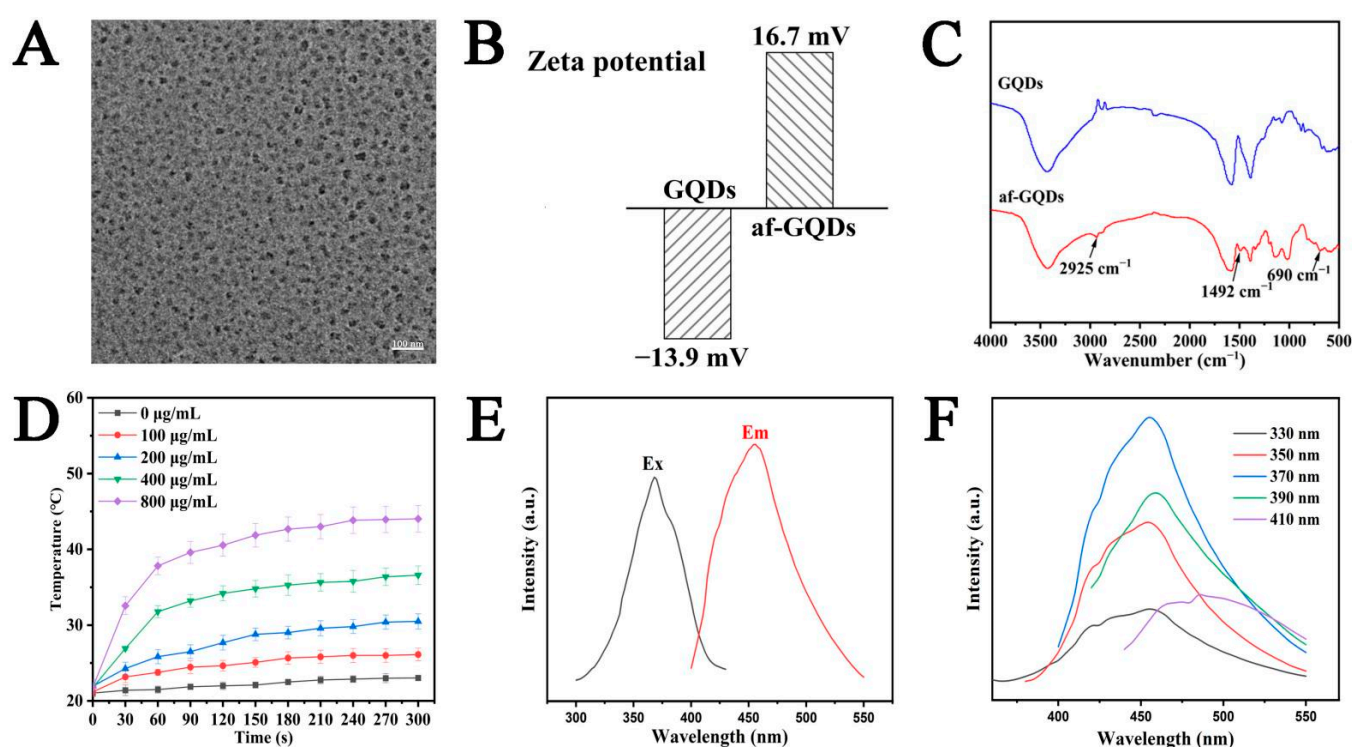 A
100 nm
B
Zeta potential
16.7 mV
GQDs
af-GQDs
−13.9 mV
C
GQDs
af-GQDs
2925 cm⁻¹
1492 cm⁻¹
690 cm⁻¹
4000 3500 3000 2500 2000 1500 1000 500
Wavenumber (cm⁻¹)
D
60
50
40
30
20
Temperature (℃)
0 μg/mL
100 μg/mL
200 μg/mL
400 μg/mL
800 μg/mL
0 30 60 90 120 150 180 210 240 270 300
Time (s)
E
Intensity (a.u.)
Ex
Em
300 350 400 450 500 550
Wavelength (nm)
F
Intensity (a.u.)
330 nm
350 nm
370 nm
390 nm
410 nm
400 450 500 550
Wavelength (nm)